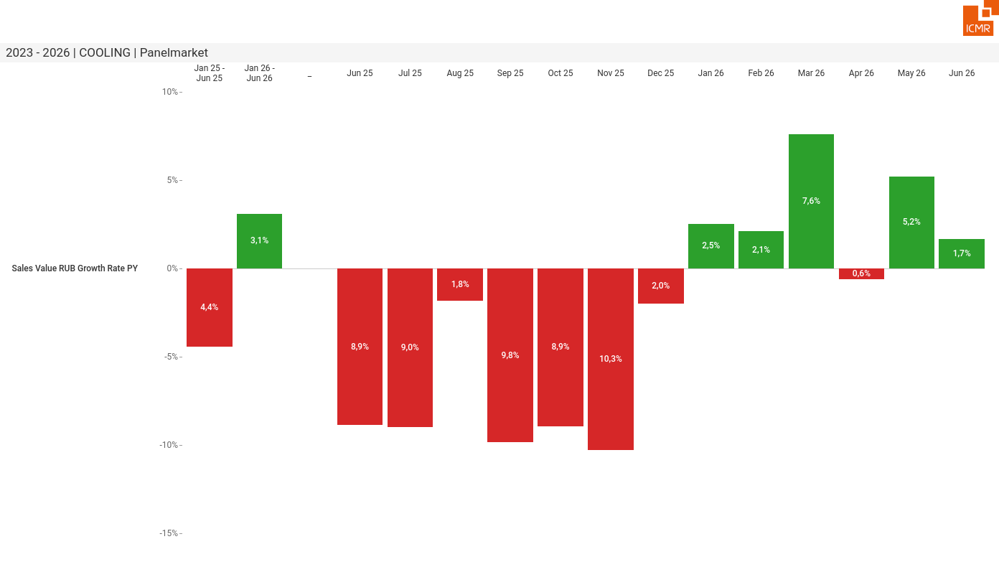 ICMR
2023 - 2026 | COOLING | Panelmarket
Jan 25 -
Jun 25
Jan 26 -
Jun 26
–
Jun 25
Jul 25
Aug 25
Sep 25
Oct 25
Nov 25
Dec 25
Jan 26
Feb 26
Mar 26
Apr 26
May 26
Jun 26
10%
5%
0%
-5%
-10%
-15%
Sales Value RUB Growth Rate PY
4,4%
3,1%
8,9%
9,0%
1,8%
9,8%
8,9%
10,3%
2,0%
2,5%
2,1%
7,6%
0,6%
5,2%
1,7%